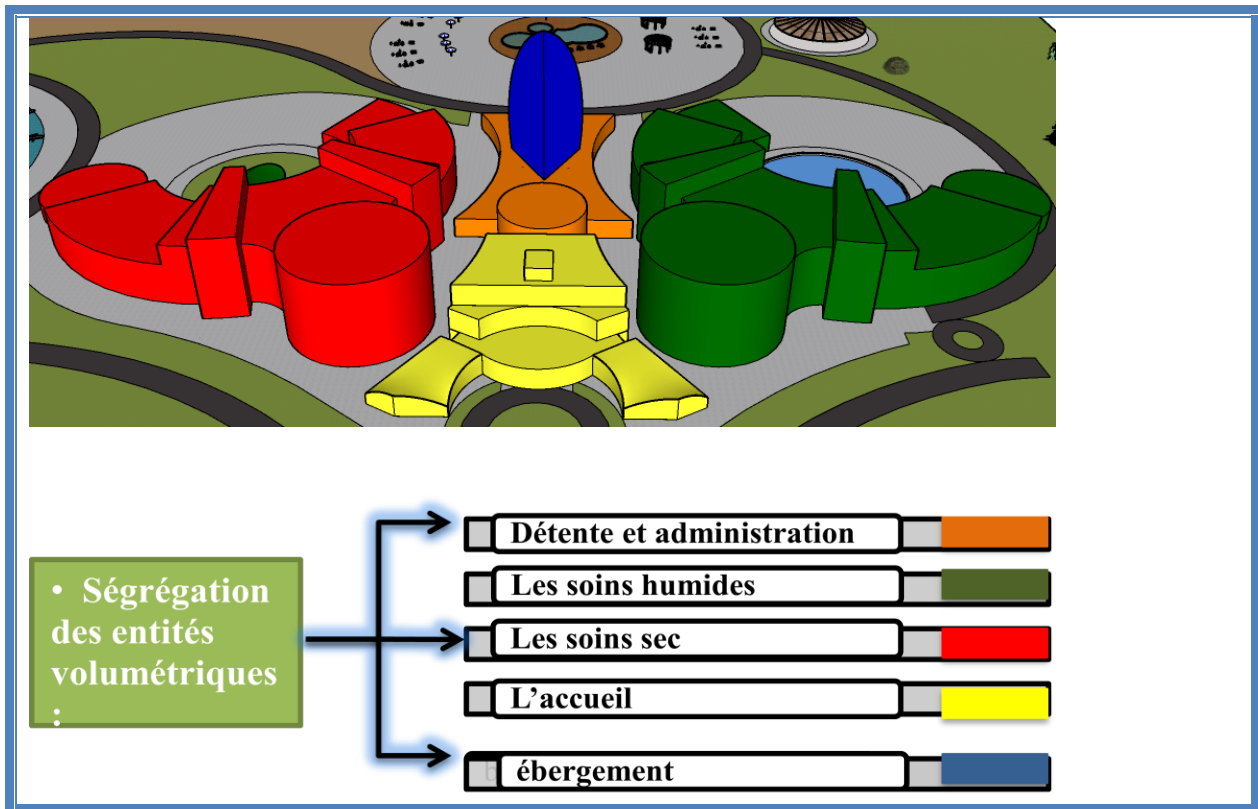 • Ségrégation
des entités
volumétriques
:
Détente et administration
Les soins humides
Les soins sec
L’accueil
ébergement